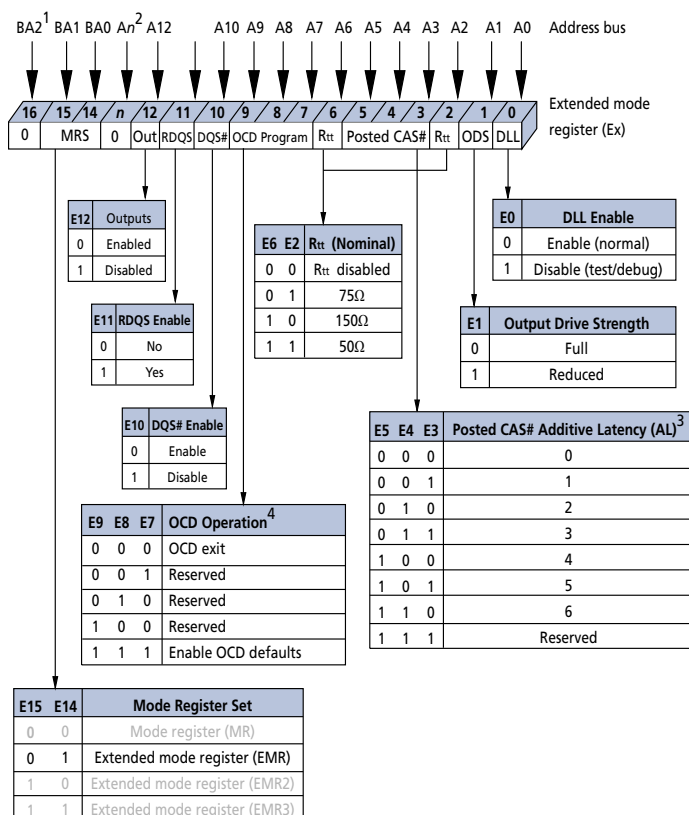 BA2¹ BA1 BA0 An² A12 A10 A9 A8 A7 A6 A5 A4 A3 A2 A1 A0 Address bus
16 15 14 n 12 11 10 9 8 7 6 5 4 3 2 1 0
Extended mode
register (Ex)
0 MRS 0 Out RDQS DQS# OCD Program Rtt Posted CAS# Rtt ODS DLL
E12 Outputs
0 Enabled
1 Disabled
E11 RDQS Enable
0 No
1 Yes
E10 DQS# Enable
0 Enable
1 Disable
E6 E2 Rtt (Nominal)
0 0 Rtt disabled
0 1 75Ω
1 0 150Ω
1 1 50Ω
E0 DLL Enable
0 Enable (normal)
1 Disable (test/debug)
E1 Output Drive Strength
0 Full
1 Reduced
E5 E4 E3 Posted CAS# Additive Latency (AL)³
0 0 0 0
0 0 1 1
0 1 0 2
0 1 1 3
1 0 0 4
1 0 1 5
1 1 0 6
1 1 1 Reserved
E9 E8 E7 OCD Operation⁴
0 0 0 OCD exit
0 0 1 Reserved
0 1 0 Reserved
1 0 0 Reserved
1 1 1 Enable OCD defaults
E15 E14 Mode Register Set
0 0 Mode register (MR)
0 1 Extended mode register (EMR)
1 0 Extended mode register (EMR2)
1 1 Extended mode register (EMR3)